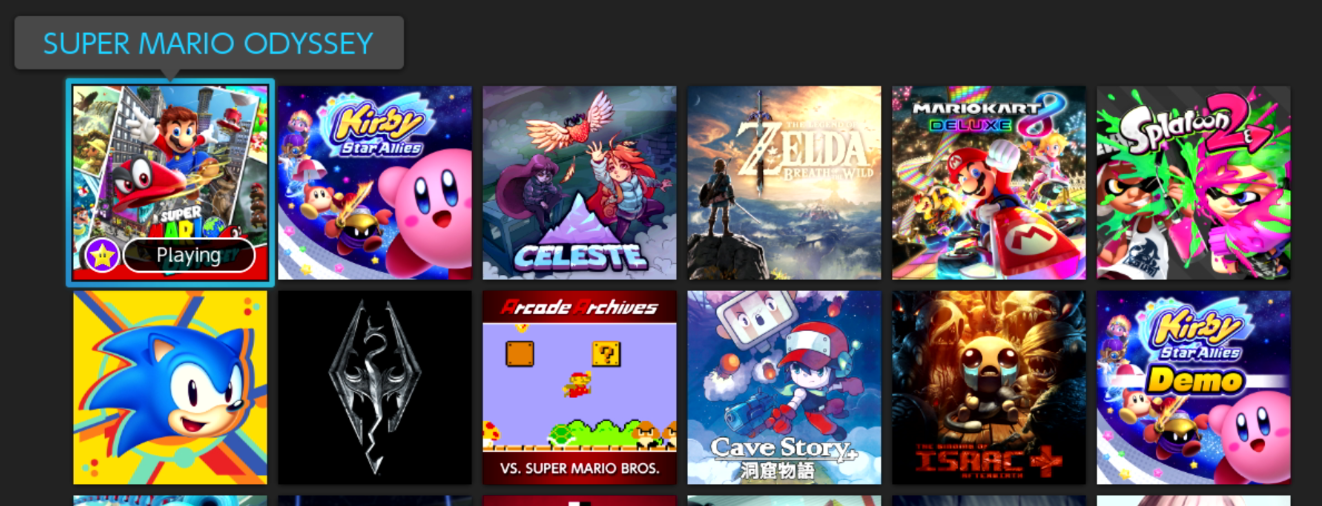 SUPER MARIO ODYSSEY
SUPER
MARIO
Playing
Kirby
Star Allies
CELESTE
THE LEGEND OF
ZELDA
BREATH OF THE WILD
MARIOKART 8
DELUXE
Splatoon 2
Arcade Archives
?
VS. SUPER MARIO BROS.
Cave Story+
洞窟物語
THE BINDING OF
ISAAC +
AFTERBIRTH
Kirby
Star Allies
Demo